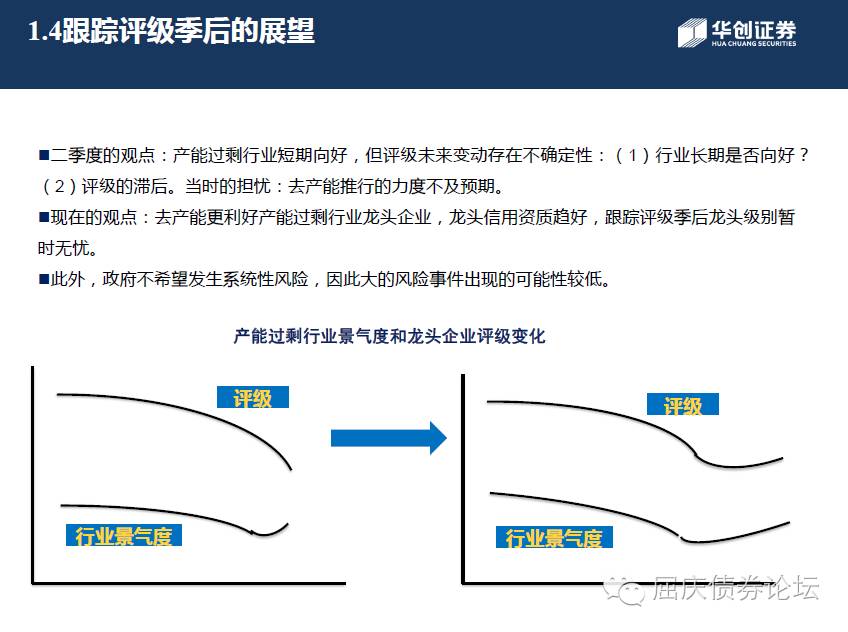 1.4跟踪评级季后的展望
华创证券
HUA CHUANG SECURITIES
■二季度的观点：产能过剩行业短期向好，但评级未来变动存在不确定性：（1）行业长期是否向好？
（2）评级的滞后。当时的担忧：去产能推行的力度不及预期。
■现在的观点：去产能更利好产能过剩行业龙头企业，龙头信用资质趋好，跟踪评级季后龙头级别暂
时无忧。
■此外，政府不希望发生系统性风险，因此大的风险事件出现的可能性较低。
产能过剩行业景气度和龙头企业评级变化
评级
行业景气度
评级
行业景气度
屈庆债券论坛